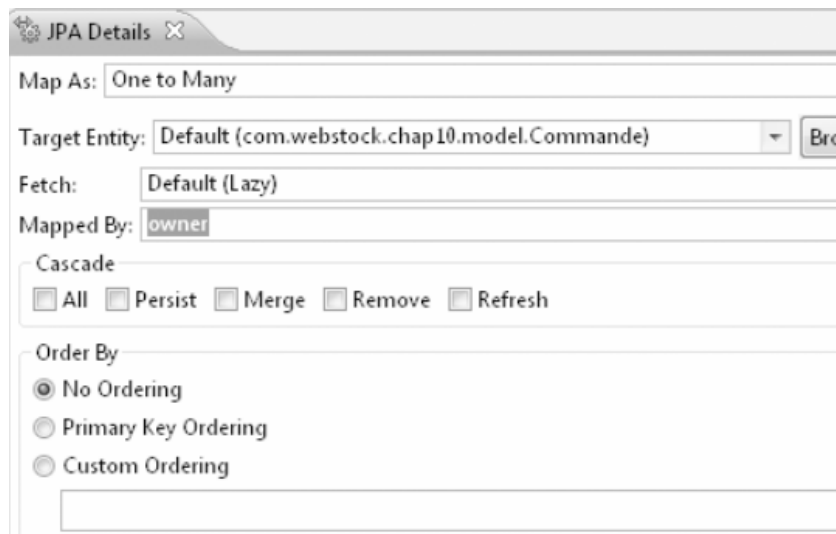 JPA Details
Map As: One to Many
Target Entity: Default (com.webstock.chap10.model.Commande) Bro
Fetch: Default (Lazy)
Mapped By: owner
Cascade
All Persist Merge Remove Refresh
Order By
No Ordering
Primary Key Ordering
Custom Ordering